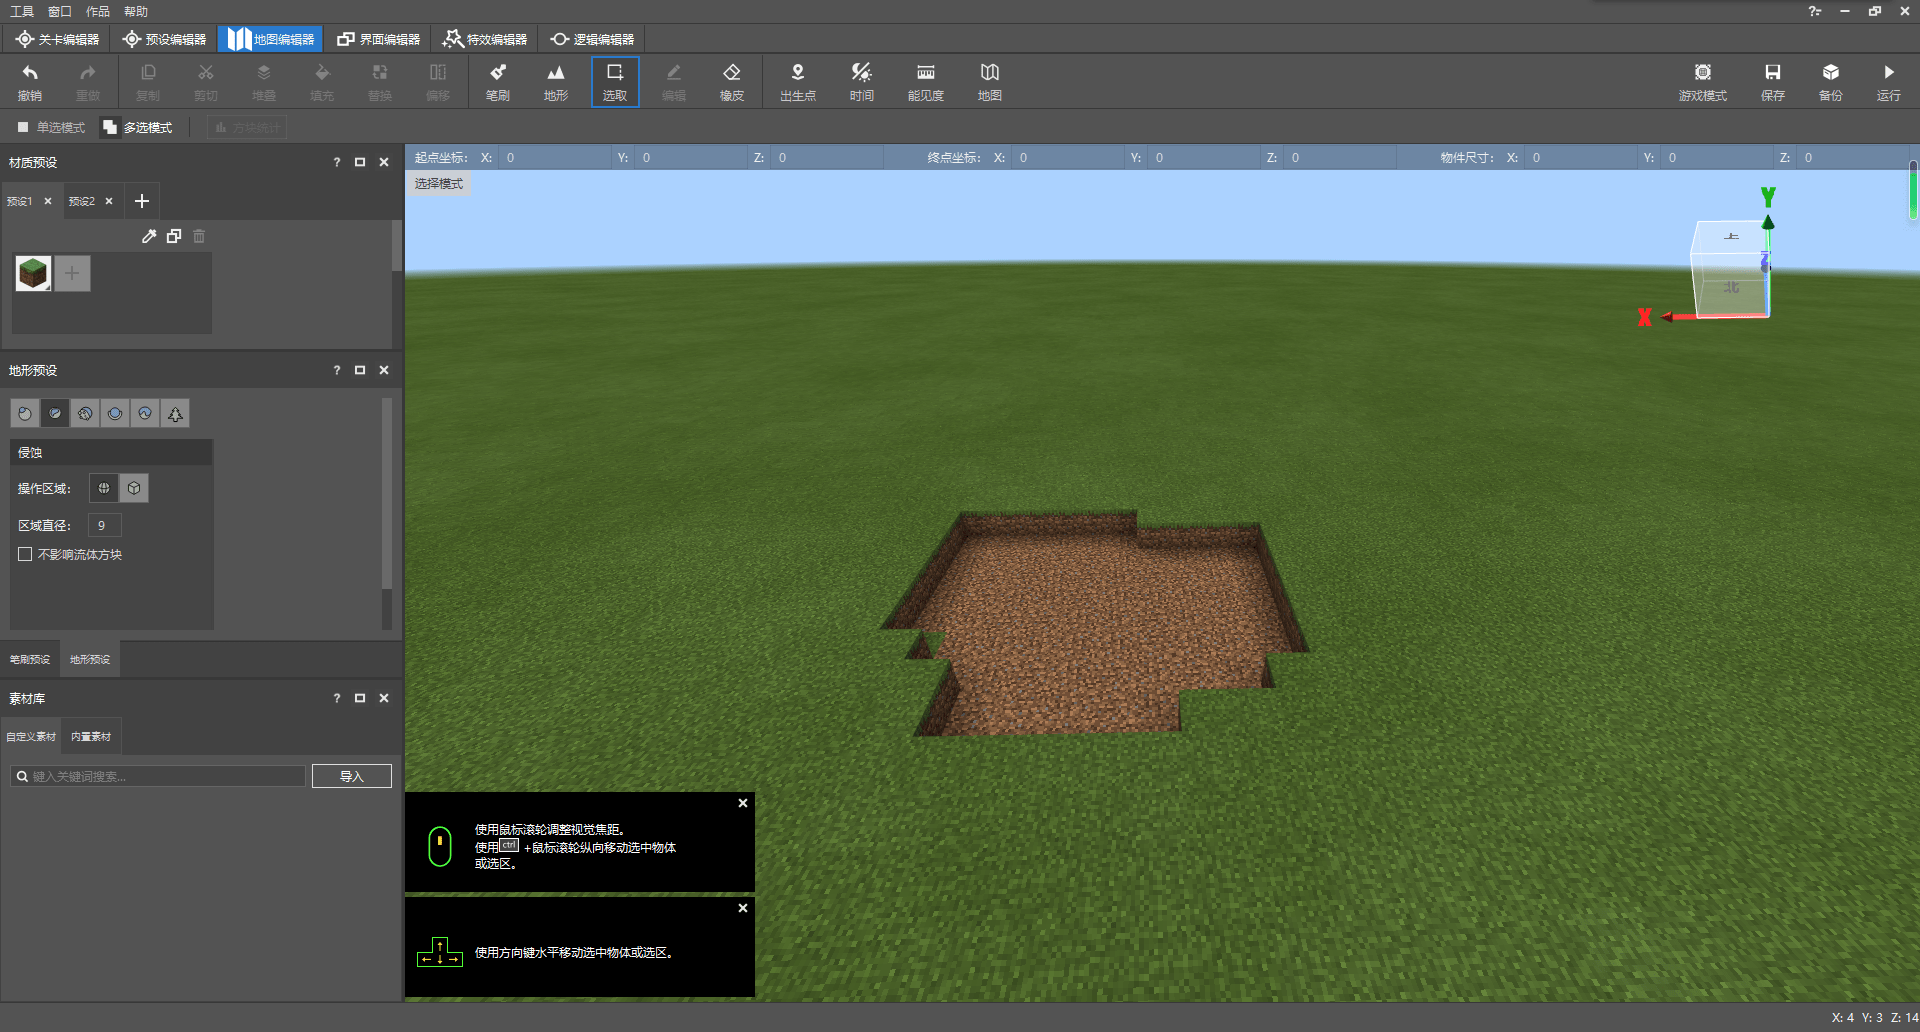 工具 窗口 作品 帮助
关卡编辑器 预设编辑器 地图编辑器 界面编辑器 特效编辑器 逻辑编辑器
撤销 重做 复制 剪切 堆叠 填充 替换 偏移 笔刷 地形 选取 编辑 橡皮 出生点 时间 能见度 地图 游戏模式 保存 备份 运行
单选模式 多选模式 方块统计
材质预设 ?
起点坐标: X: 0 Y: 0 Z: 0 终点坐标: X: 0 Y: 0 Z: 0 物件尺寸: X: 0 Y: 0 Z: 0
选择模式
预设1 预设2
Y
Z
北
X
地形预设 ?
侵蚀
操作区域:
区域直径: 9
不影响流体方块
笔刷预设 地形预设
素材库 ?
自定义素材 内置素材
键入关键词搜索... 导入
使用鼠标滚轮调整视觉焦距。
使用ctrl+鼠标滚轮纵向移动选中物体
或选区。
使用方向键水平移动选中物体或选区。
X: 4 Y: 3 Z: 14